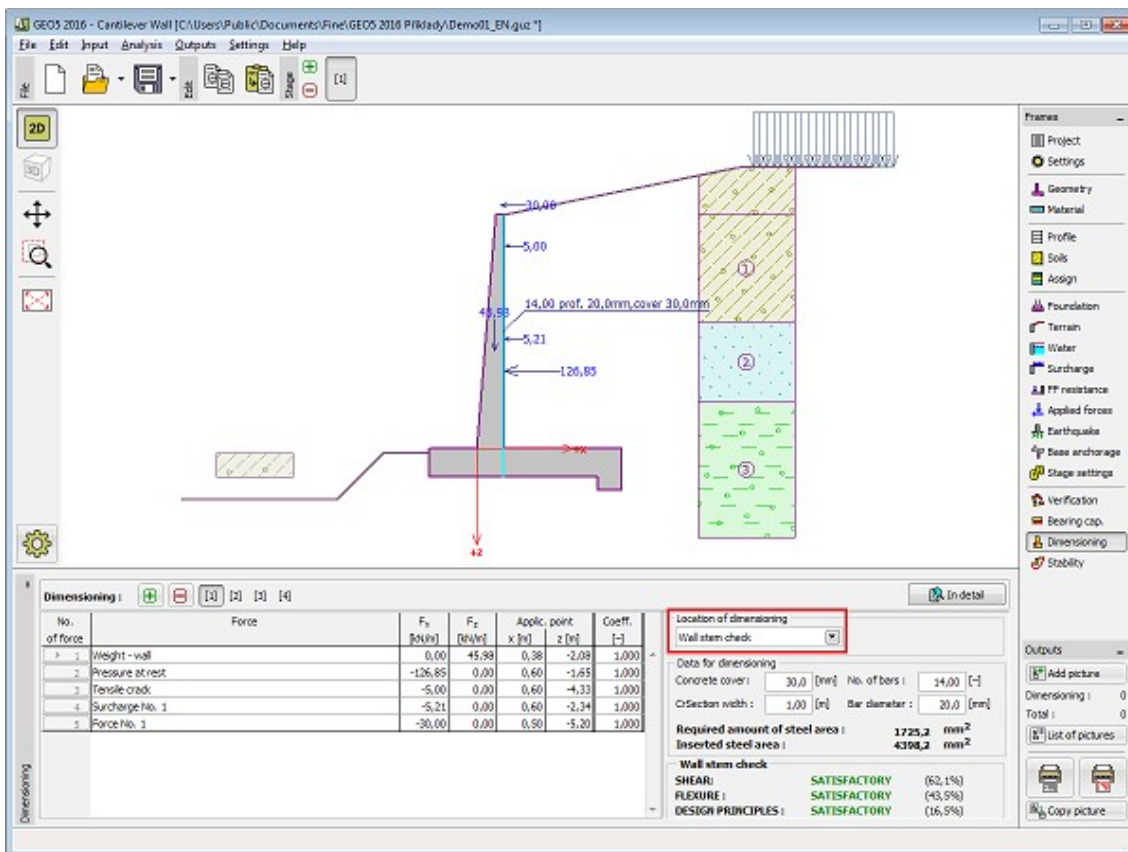 GEO5 2016 - Cantilever Wall [C:\Users\Public\Documents\Fine\GEO5 2016 Příklady\Demo01_EN.guz *]
File Edit Input Analysis Outputs Settings Help
File Edit Stage [1]
2D
3D
30,00
5,00
14,00 prof. 20,0mm,cover 30,0mm
45,98
5,21
126,85
+x
+z
1
2
3
Frames
Project
Settings
Geometry
Material
Profile
Soils
Assign
Foundation
Terrain
Water
Surcharge
FF resistance
Applied forces
Earthquake
Base anchorage
Stage settings
Verification
Bearing cap.
Dimensioning
Stability
Outputs
Add picture
Dimensioning : 0
Total : 0
List of pictures
Copy picture
Dimensioning
Dimensioning : [1] [2] [3] [4] In detail
No. Force Fx Fz Applic. point Coeff.
of force [kN/m] [kN/m] x [m] z [m] [-]
1 Weight - wall 0,00 45,98 0,38 -2,08 1,000
2 Pressure at rest -126,85 0,00 0,60 -1,65 1,000
3 Tensile crack -5,00 0,00 0,60 -4,33 1,000
4 Surcharge No. 1 -5,21 0,00 0,60 -2,34 1,000
5 Force No. 1 -30,00 0,00 0,50 -5,20 1,000
Location of dimensioning
Wall stem check
Data for dimensioning
Concrete cover : 30,0 [mm] No. of bars : 14,00 [-]
CrSection width : 1,00 [m] Bar diameter : 20,0 [mm]
Required amount of steel area : 1725,2 mm2
Inserted steel area : 4398,2 mm2
Wall stem check
SHEAR: SATISFACTORY (62,1%)
FLEXURE : SATISFACTORY (43,5%)
DESIGN PRINCIPLES : SATISFACTORY (16,5%)